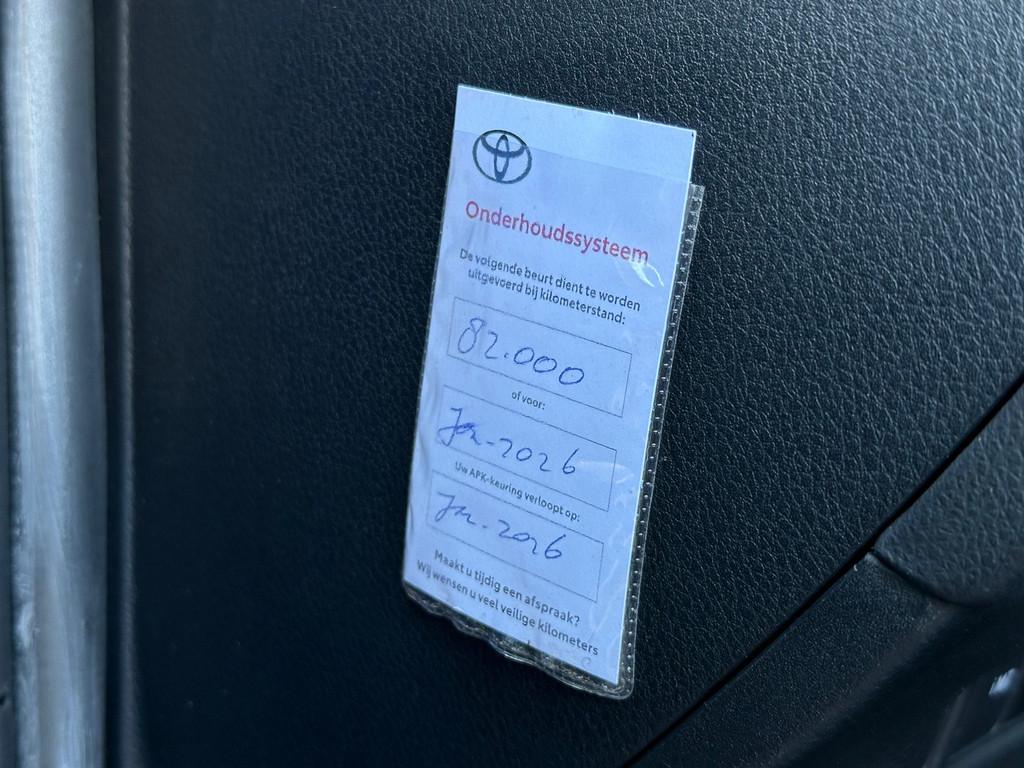 Onderhoudssysteem
De volgende beurt dient te worden
uitgevoerd bij kilometerstand:
82.000
of voor:
Jan-2026
Uw APK-keuring verloopt op:
Jan-2026
Maakt u tijdig een afspraak?
Wij wensen u veel veilige kilometers